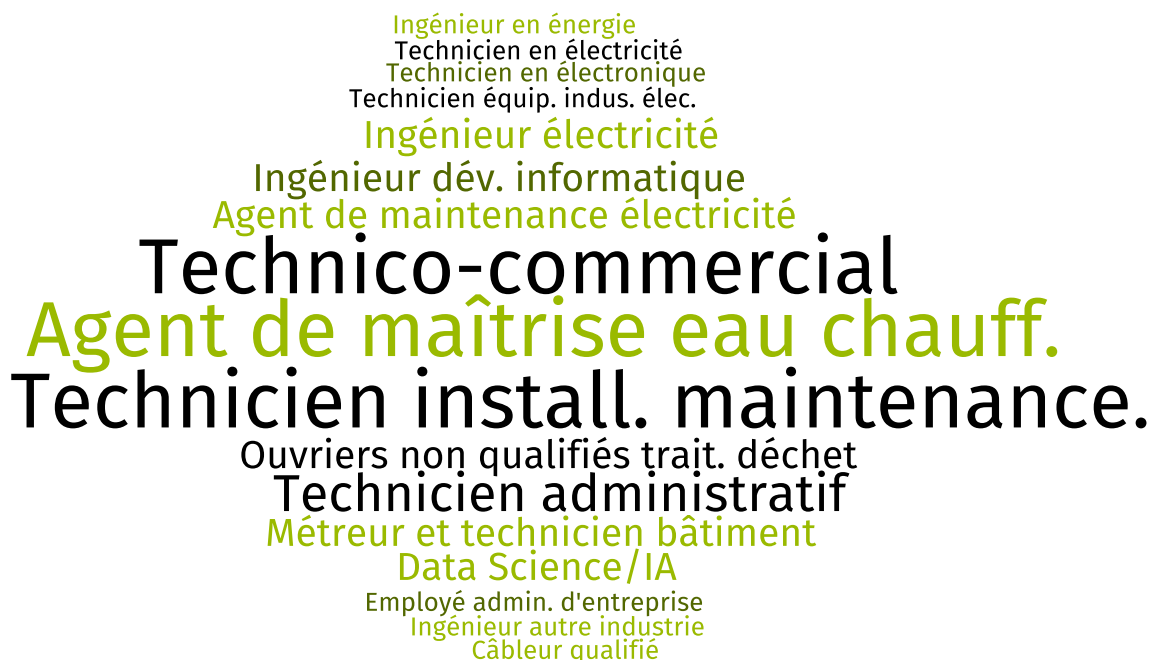 Ingénieur en énergie
Technicien en électricité
Technicien en électronique
Technicien équip. indus. élec.
Ingénieur électricité
Ingénieur dév. informatique
Agent de maintenance électricité
Technico-commercial
Agent de maîtrise eau chauff.
Technicien install. maintenance.
Ouvriers non qualifiés trait. déchet
Technicien administratif
Métreur et technicien bâtiment
Data Science/IA
Employé admin. d'entreprise
Ingénieur autre industrie
Câbleur qualifié